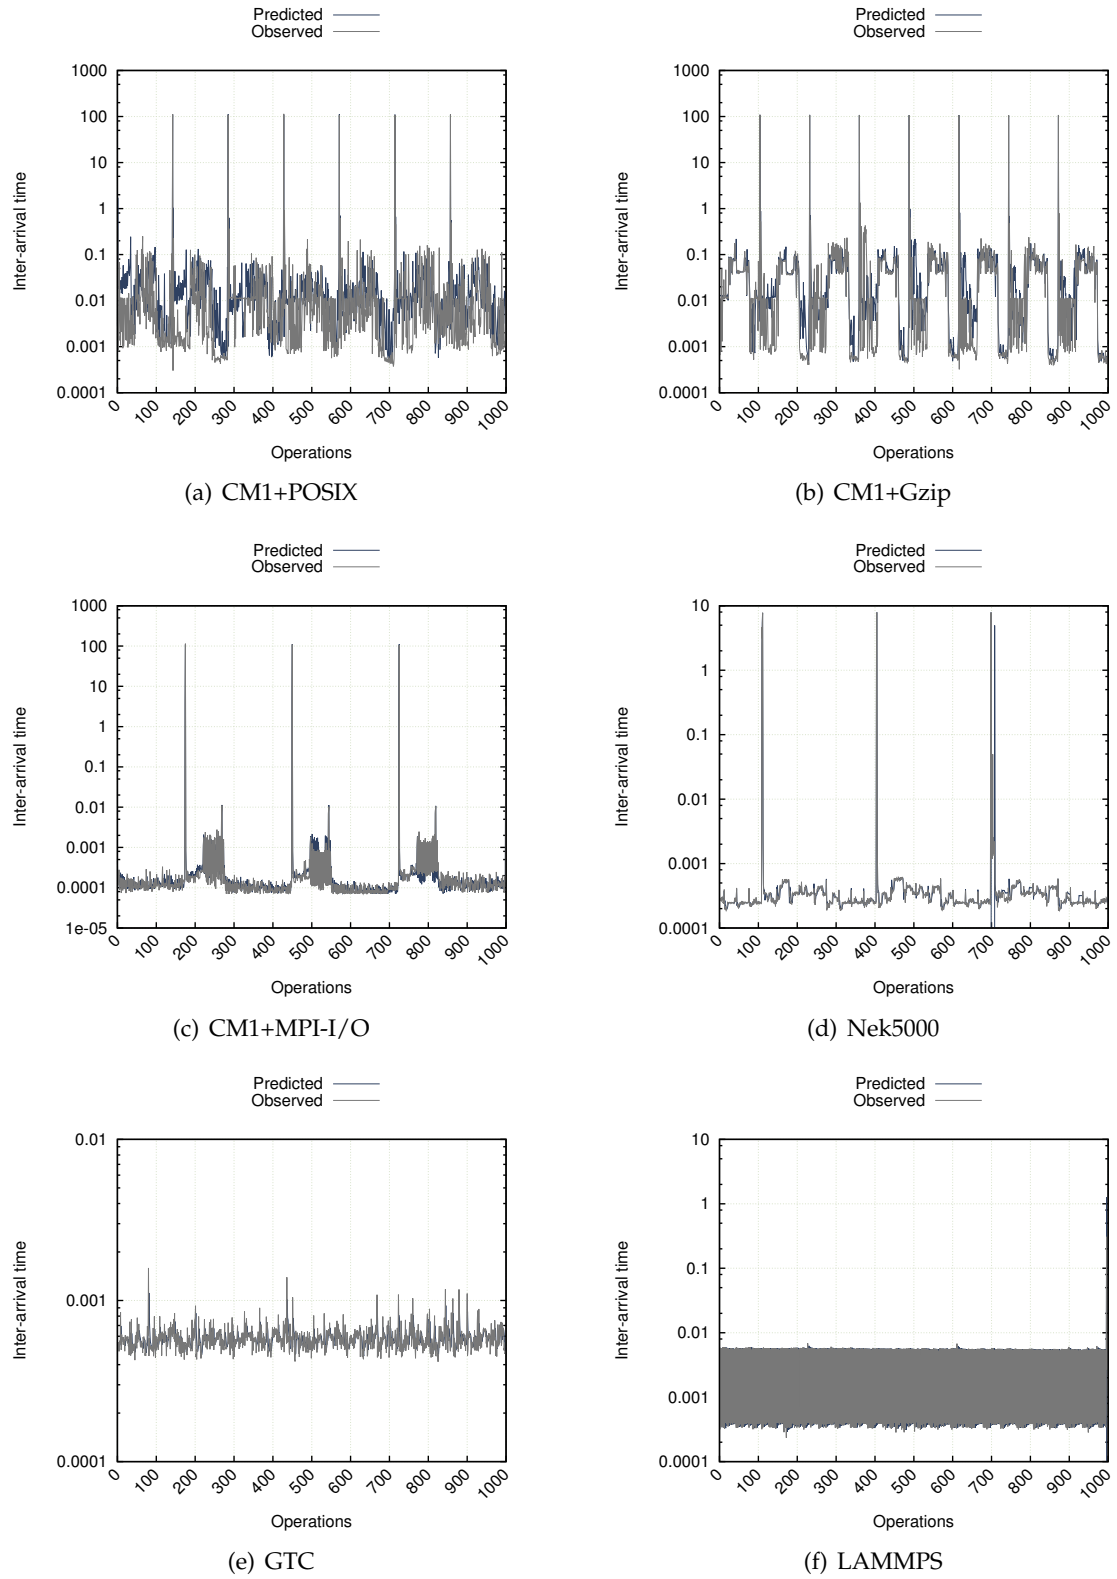 Predicted
Observed
1000
100
10
1
0.1
0.01
0.001
0.0001
Inter-arrival time
0 100 200 300 400 500 600 700 800 900 1000
Operations
(a) CM1+POSIX
Predicted
Observed
1000
100
10
1
0.1
0.01
0.001
0.0001
Inter-arrival time
0 100 200 300 400 500 600 700 800 900 1000
Operations
(b) CM1+Gzip
Predicted
Observed
1000
100
10
1
0.1
0.01
0.001
0.0001
1e-05
Inter-arrival time
0 100 200 300 400 500 600 700 800 900 1000
Operations
(c) CM1+MPI-I/O
Predicted
Observed
10
1
0.1
0.01
0.001
0.0001
Inter-arrival time
0 100 200 300 400 500 600 700 800 900 1000
Operations
(d) Nek5000
Predicted
Observed
0.01
0.001
0.0001
Inter-arrival time
0 100 200 300 400 500 600 700 800 900 1000
Operations
(e) GTC
Predicted
Observed
10
1
0.1
0.01
0.001
0.0001
Inter-arrival time
0 100 200 300 400 500 600 700 800 900 1000
Operations
(f) LAMMPS